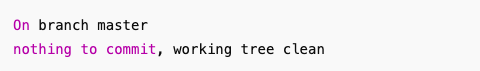 On branch master
nothing to commit, working tree clean